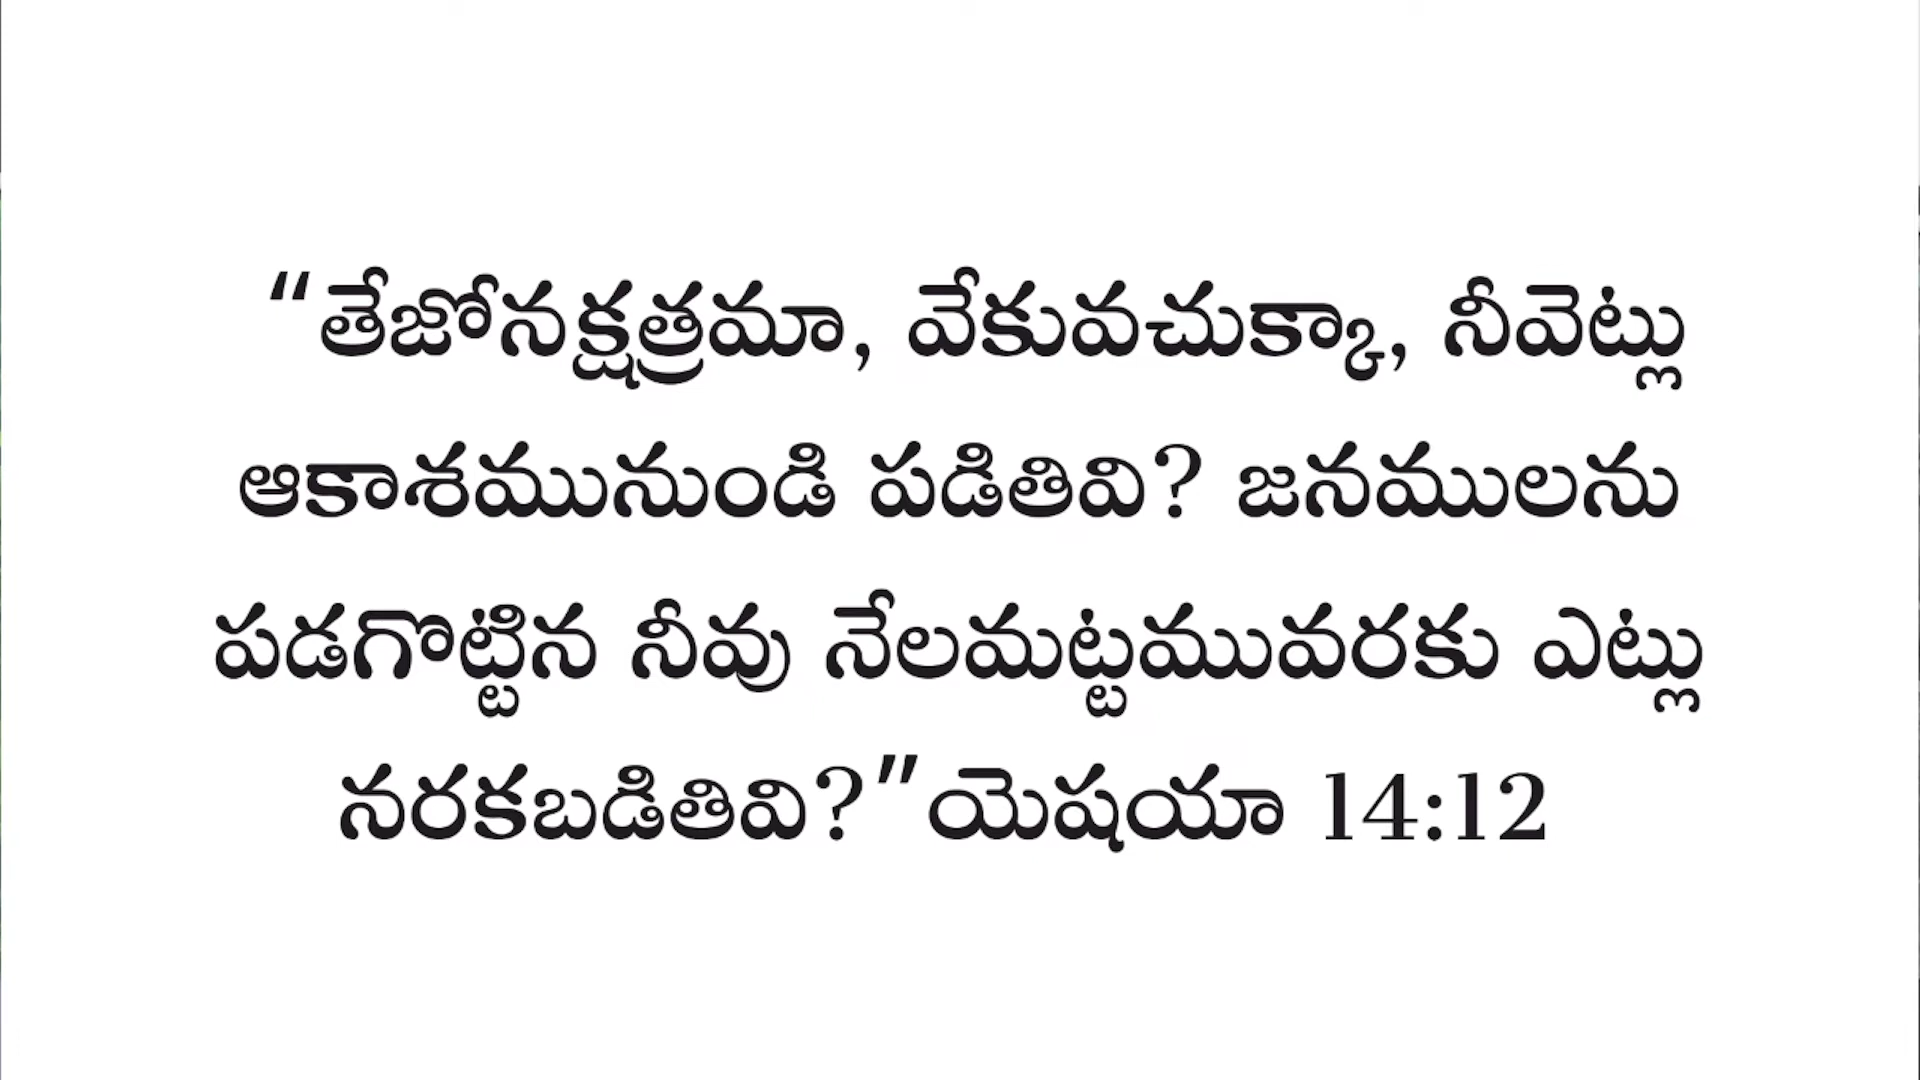 “తేజోనక్షత్రమా, వేకువచుక్కా, నీవెట్లు
ఆకాశమునుండి పడితివి? జనములను
పడగొట్టిన నీవు నేలమట్టమువరకు ఎట్లు
నరకబడితివి?”యెషయా 14:12